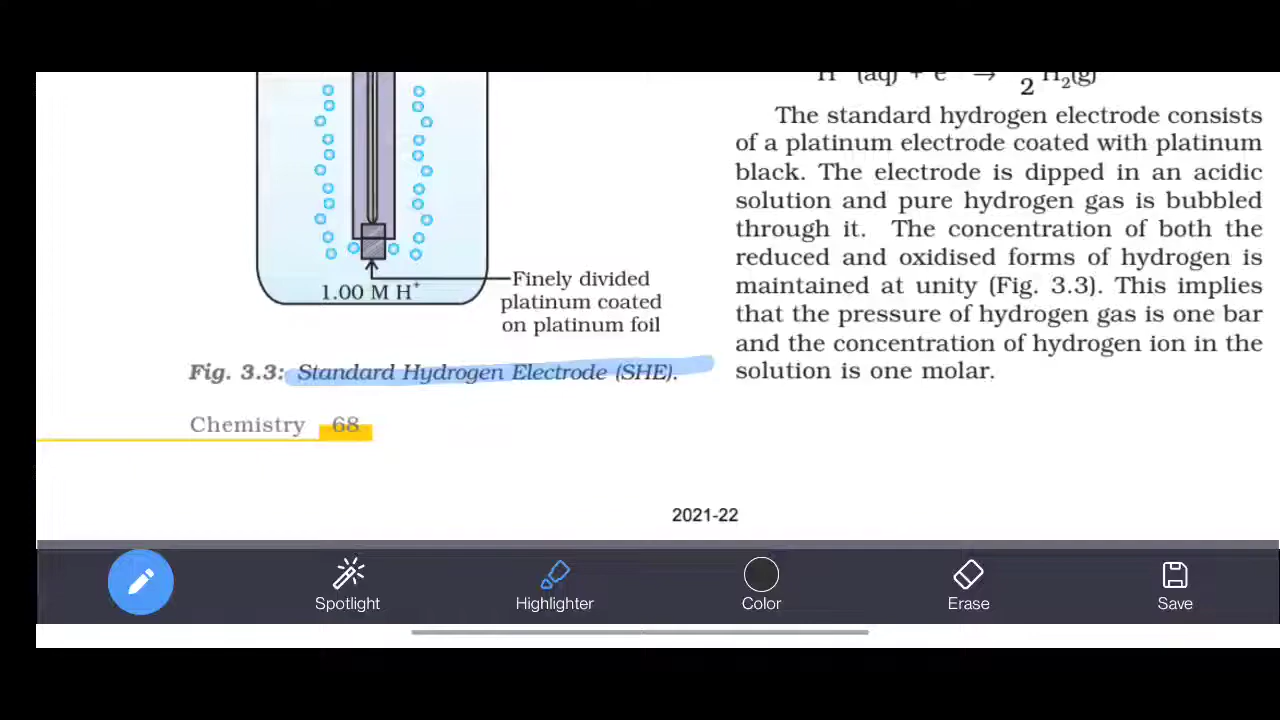 H (aq) + e → 2 H₂(g)
The standard hydrogen electrode consists
of a platinum electrode coated with platinum
black. The electrode is dipped in an acidic
solution and pure hydrogen gas is bubbled
through it. The concentration of both the
reduced and oxidised forms of hydrogen is
maintained at unity (Fig. 3.3). This implies
that the pressure of hydrogen gas is one bar
and the concentration of hydrogen ion in the
solution is one molar.
1.00 M H⁺
Finely divided
platinum coated
on platinum foil
Fig. 3.3: Standard Hydrogen Electrode (SHE).
Chemistry 68
2021-22
Spotlight
Highlighter
Color
Erase
Save